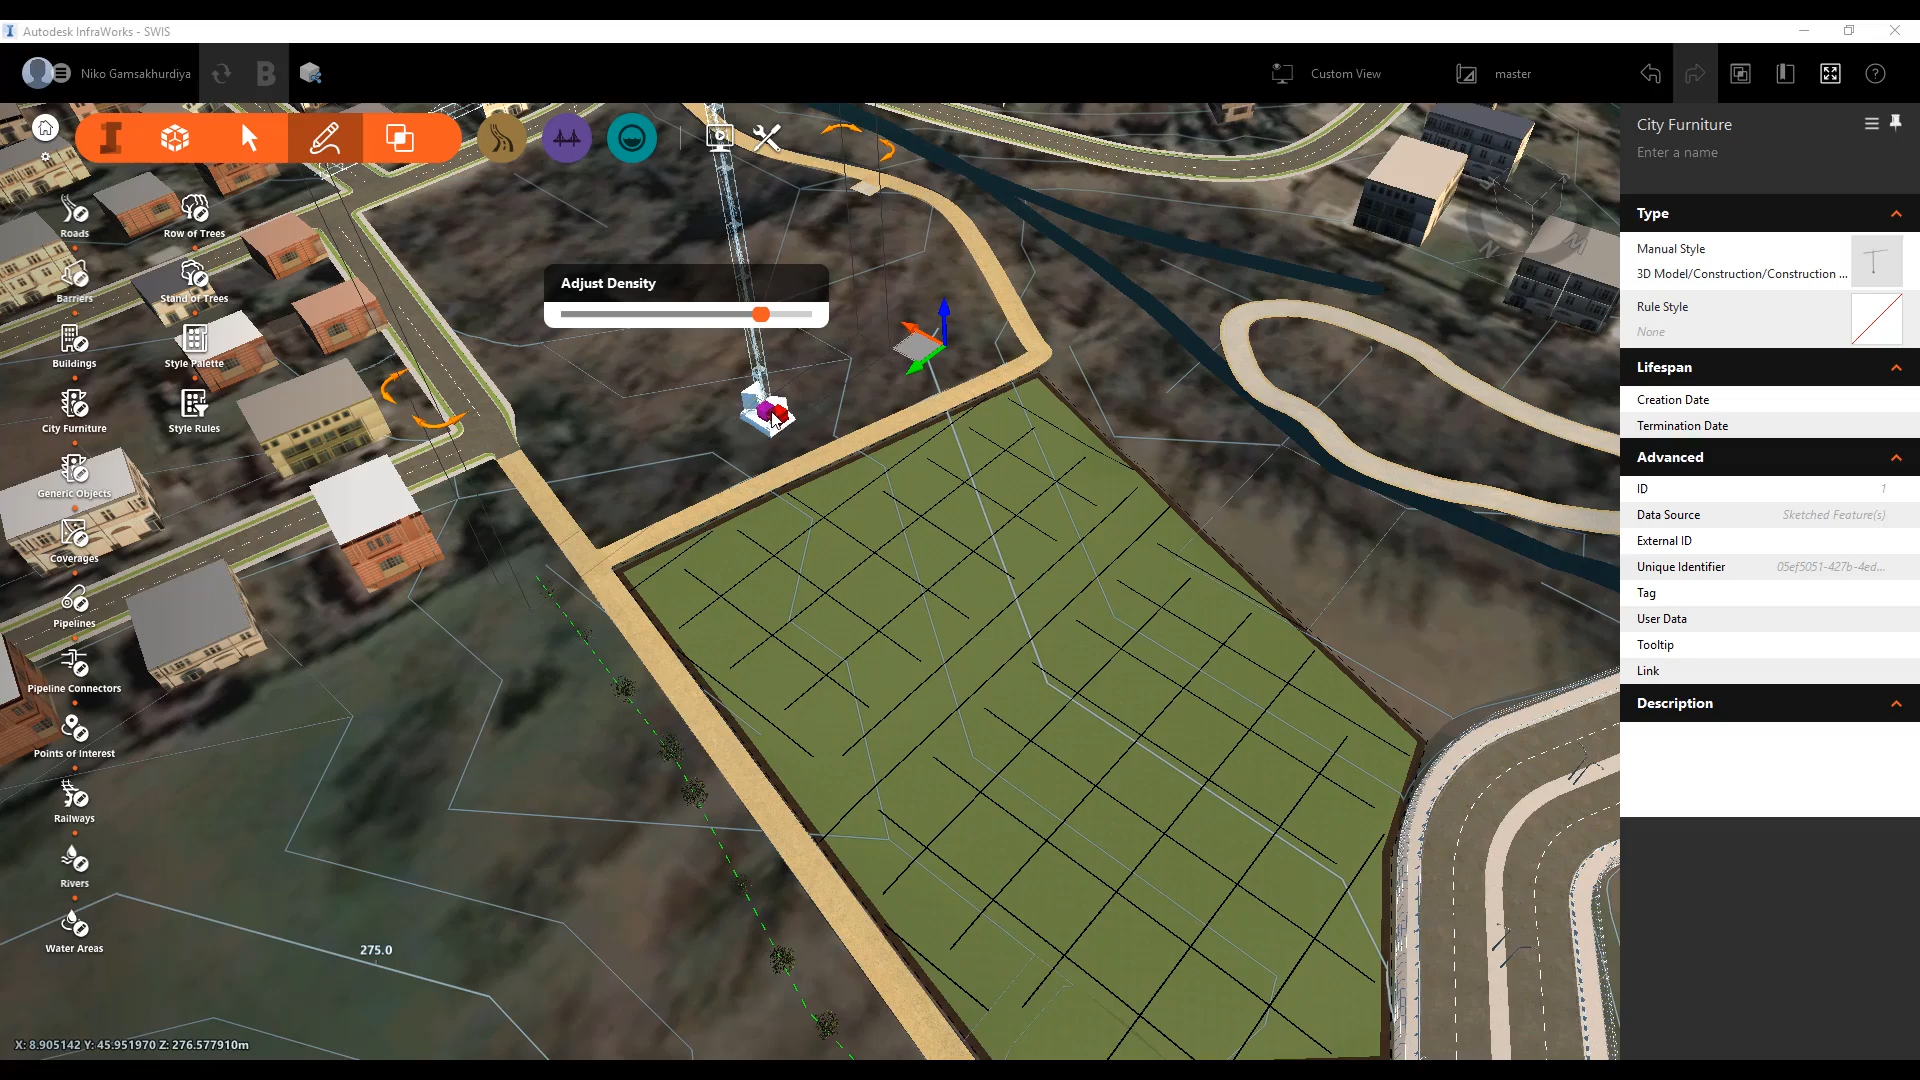 Autodesk InfraWorks - SWIS
Niko Gamsakhurdiya
Custom View
master
City Furniture
Enter a name
Type
Manual Style
3D Model/Construction/Construction ...
Rule Style
None
Lifespan
Creation Date
Termination Date
Advanced
ID 1
Data Source Sketched Feature(s)
External ID
Unique Identifier 05ef5051-427b-4ed...
Tag
User Data
Tooltip
Link
Description
Roads
Row of Trees
Barriers
Stand of Trees
Buildings
Style Palette
City Furniture
Style Rules
Generic Objects
Coverages
Pipelines
Pipeline Connectors
Points of Interest
Railways
Rivers
Water Areas
Adjust Density
N
275.0
X: 8.905142 Y: 45.951970 Z: 276.577910m